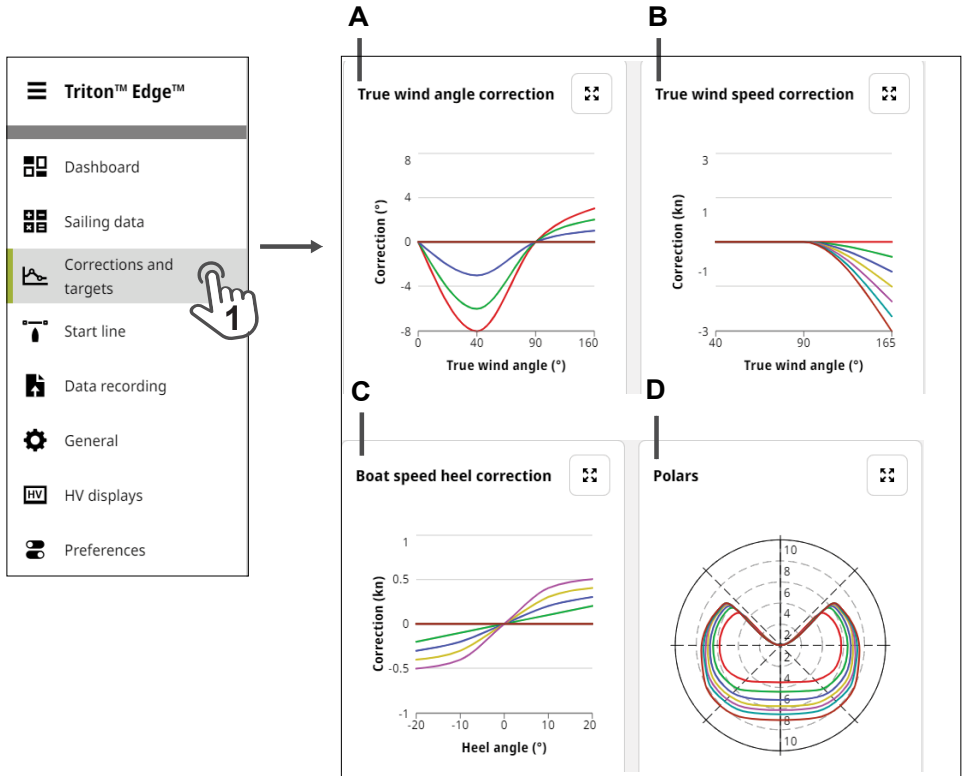 A
B
Triton™ Edge™
Dashboard
Sailing data
Corrections and
targets
1
Start line
Data recording
General
HV
HV displays
Preferences
True wind angle correction
8
4
0
-4
-8
Correction (°)
0 40 90 160
True wind angle (°)
True wind speed correction
3
1
-1
-3
Correction (kn)
40 90 165
True wind angle (°)
C
D
Boat speed heel correction
1
0.5
0
-0.5
-1
Correction (kn)
-20 -10 0 10 20
Heel angle (°)
Polars
10
8
6
4
2
2
4
6
8
10